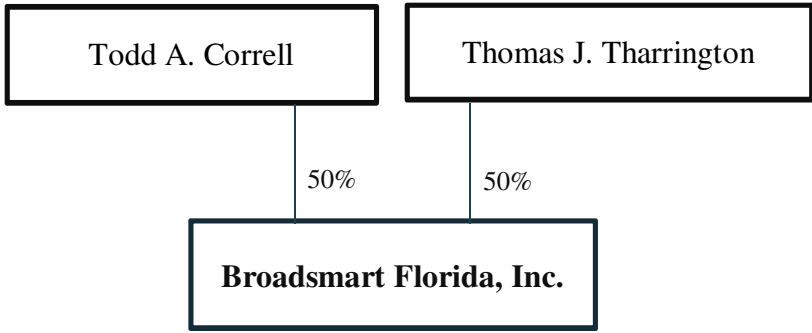 Todd A. Correll
Thomas J. Tharrington
50%
50%
Broadsmart Florida, Inc.